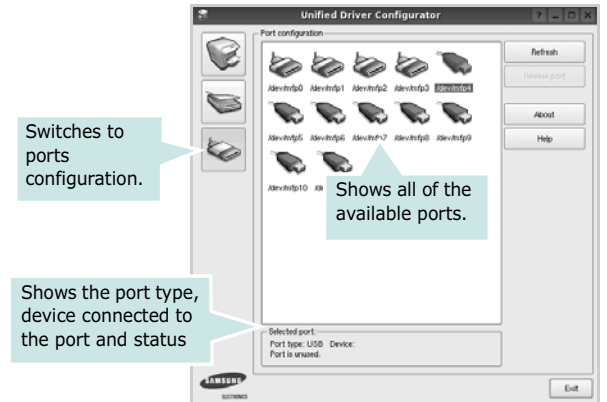 Unified Driver Configurator
Port configuration
/dev/mfp0 /dev/mfp1 /dev/mfp2 /dev/mfp3 /dev/mfp4
/dev/mfp5 /dev/mfp6 /dev/mfp7 /dev/mfp8 /dev/mfp9
/dev/mfp10
Refresh
Release port
About
Help
Switches to
ports
configuration.
Shows all of the
available ports.
Shows the port type,
device connected to
the port and status
Selected port:
Port type: USB Device:
Port is unused.
SAMSUNG
ELECTRONICS
Exit